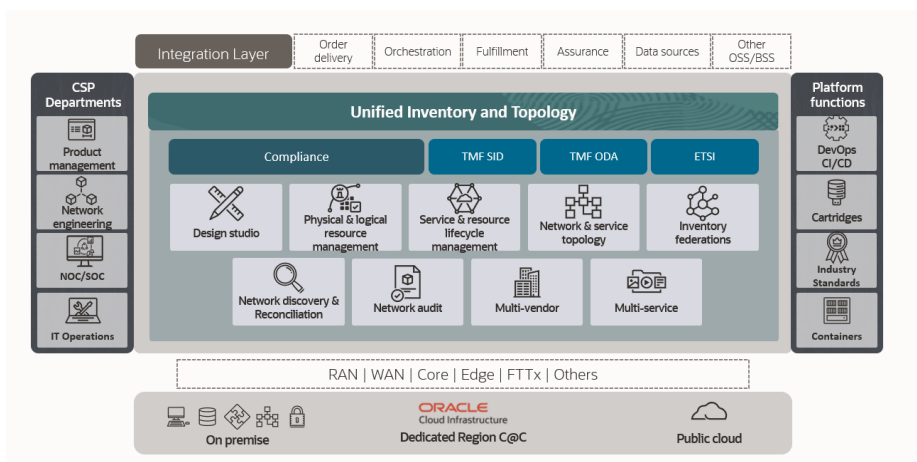 Integration Layer
Order
delivery
Orchestration
Fulfillment
Assurance
Data sources
Other
OSS/BSS
CSP
Departments
Product
management
Network
engineering
NOC/SOC
IT Operations
Unified Inventory and Topology
Compliance
TMF SID
TMF ODA
ETSI
Design studio
Physical & logical
resource
management
Service & resource
lifecycle
management
Network & service
topology
Inventory
federations
Network discovery &
Reconciliation
Network audit
Multi-vendor
Multi-service
Platform
functions
DevOps
CI/CD
Cartridges
Industry
Standards
Containers
RAN | WAN | Core | Edge | FTTx | Others
On premise
ORACLE
Cloud Infrastructure
Dedicated Region C@C
Public cloud